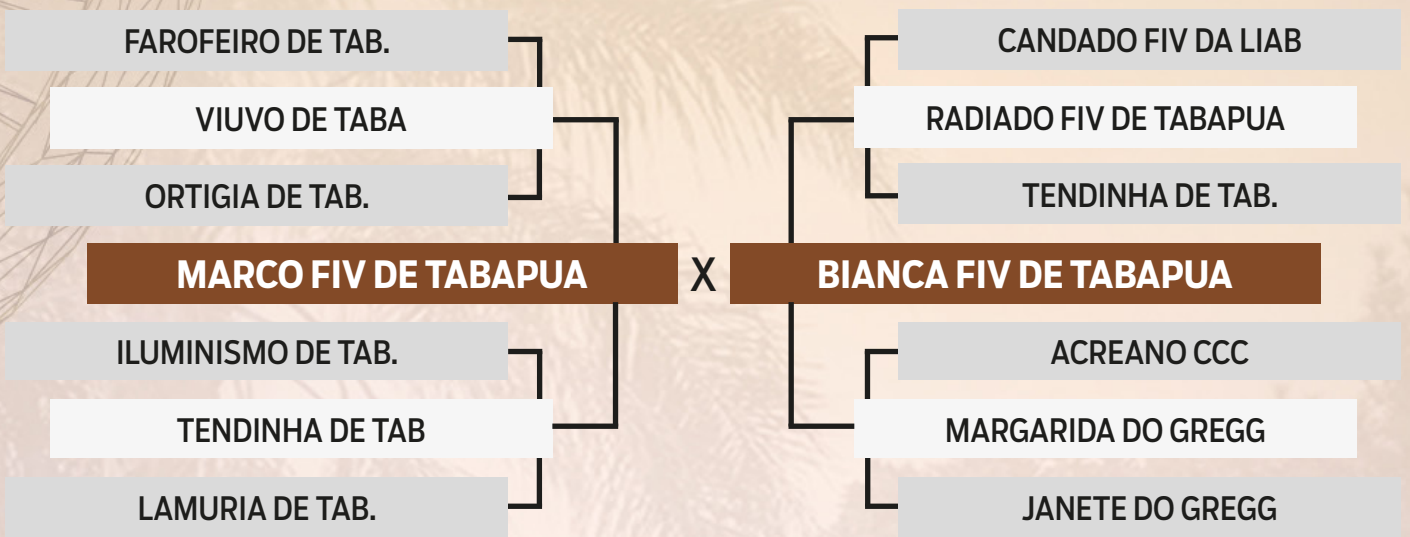 FAROFEIRO DE TAB.
VIUVO DE TABA
ORTIGIA DE TAB.
MARCO FIV DE TABAPUA
ILUMINISMO DE TAB.
TENDINHA DE TAB
LAMURIA DE TAB.
X
CANDADO FIV DA LIAB
RADIADO FIV DE TABAPUA
TENDINHA DE TAB.
BIANCA FIV DE TABAPUA
ACREANO CCC
MARGARIDA DO GREGG
JANETE DO GREGG